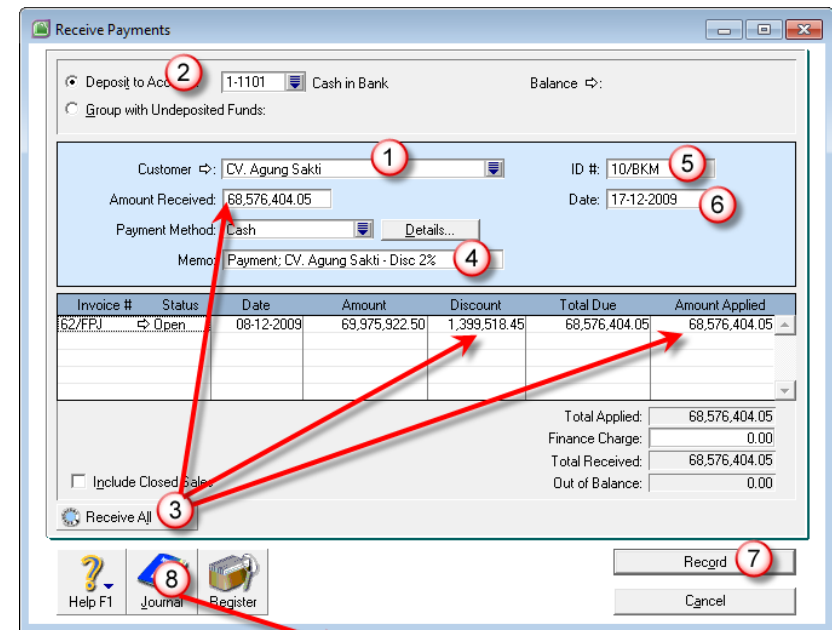 Receive Payments
Deposit to Acc 2 1-1101 Cash in Bank Balance ⇨:
Group with Undeposited Funds:
Customer ⇨: CV. Agung Sakti 1 ID #: 10/BKM 5
Amount Received: 68,576,404.05 Date: 17-12-2009 6
Payment Method: Cash Details...
Memo: Payment; CV. Agung Sakti - Disc 2% 4
Invoice # Status Date Amount Discount Total Due Amount Applied
62/FPJ ⇨ Open 08-12-2009 69,975,922.50 1,399,518.45 68,576,404.05 68,576,404.05
Total Applied: 68,576,404.05
Finance Charge: 0.00
Total Received: 68,576,404.05
Include Closed Sales Out of Balance: 0.00
Receive All 3
Record 7
8
Help F1 Journal Register Cancel